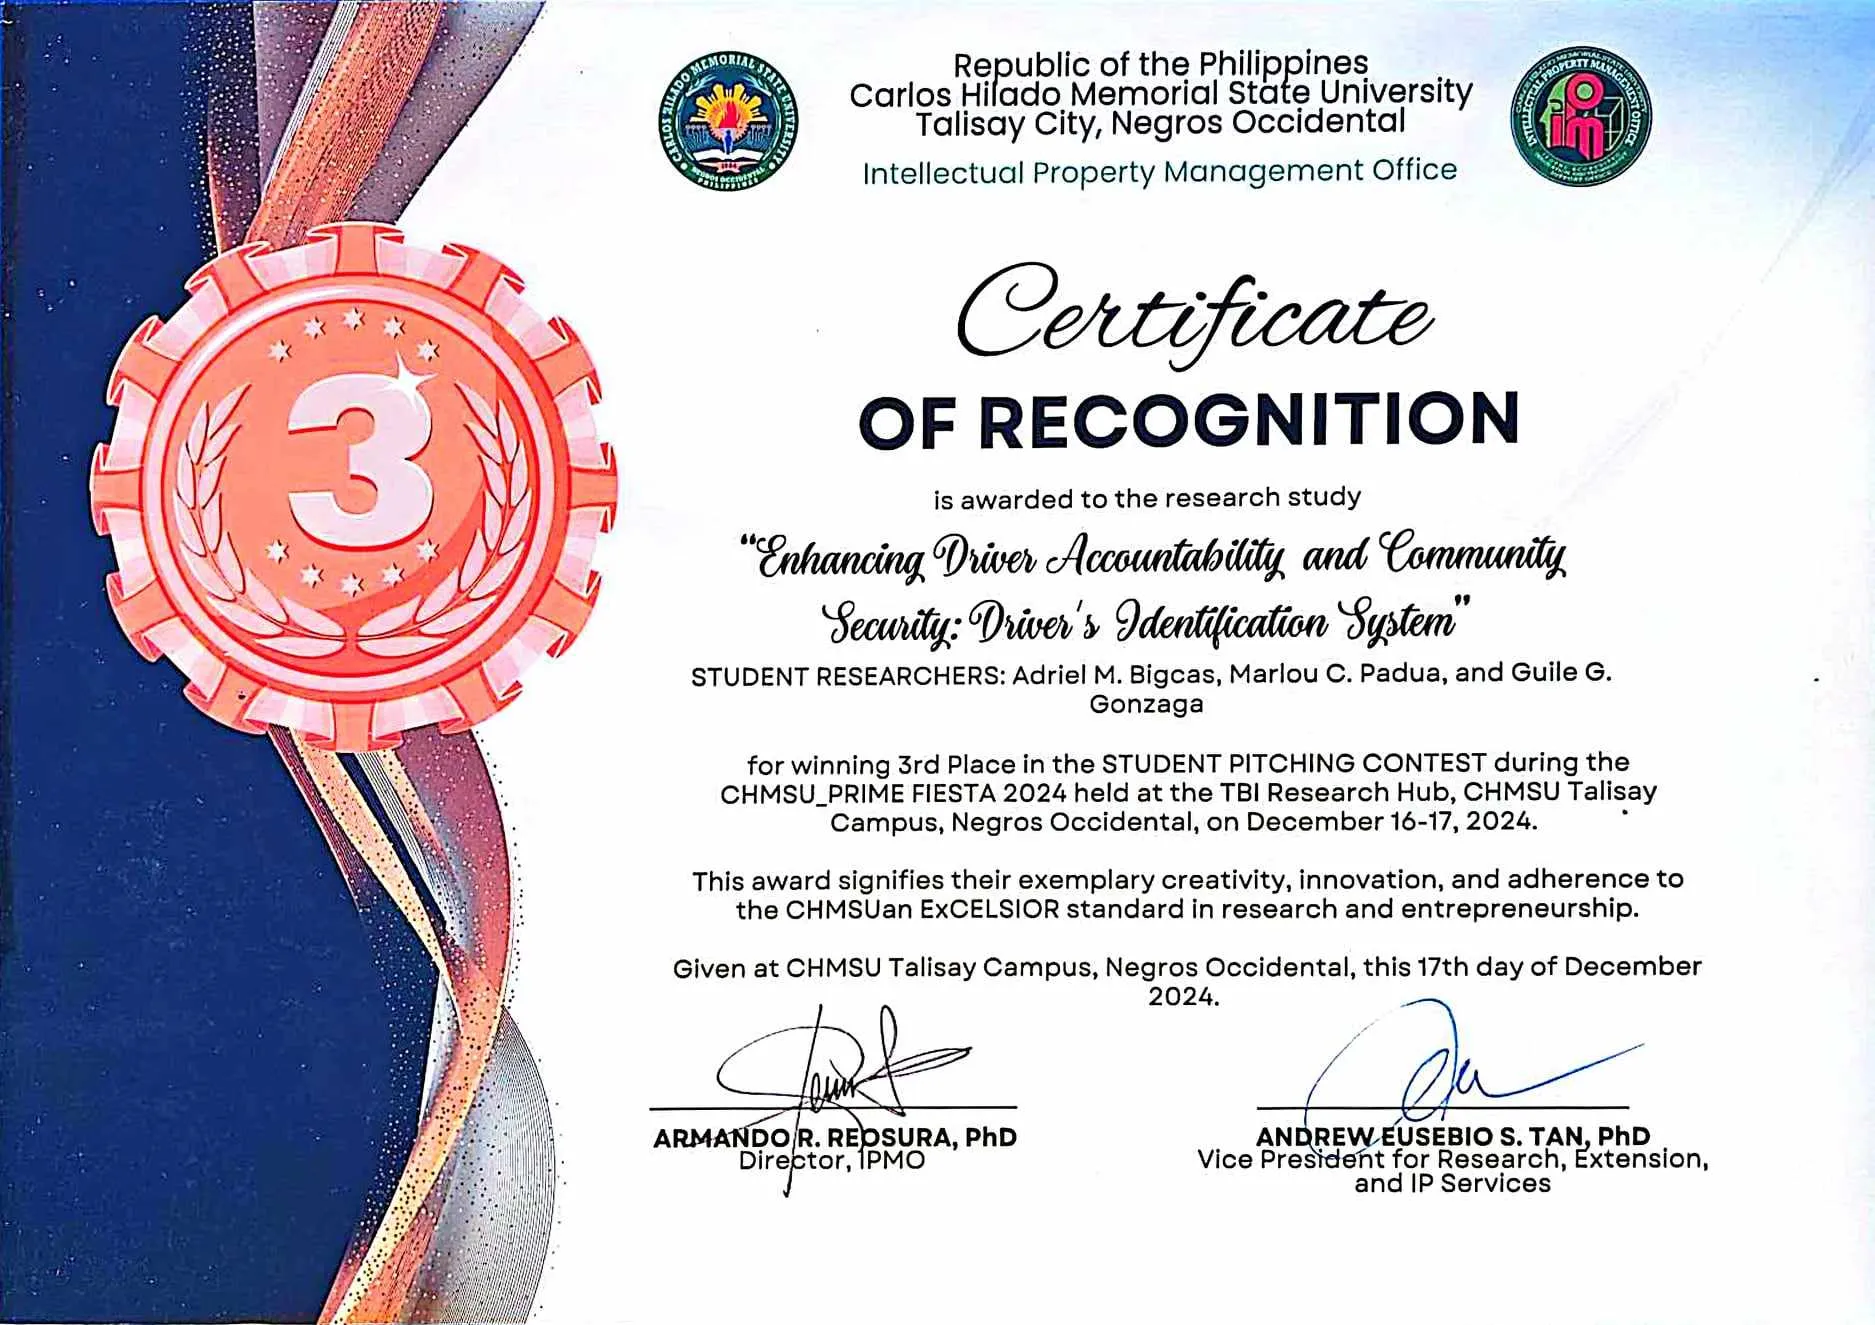 CARLOS HILADO MEMORIAL STATE UNIVERSITY
NEGROS OCCIDENTAL
PHILIPPINES
Republic of the Philippines
Carlos Hilado Memorial State University
Talisay City, Negros Occidental
Intellectual Property Management Office
INTELLECTUAL PROPERTY MANAGEMENT OFFICE
3
Certificate
OF RECOGNITION
is awarded to the research study
“Enhancing Driver Accountability and Community
Security: Driver's Identification System”
STUDENT RESEARCHERS: Adriel M. Bigcas, Marlou C. Padua, and Guile G.
Gonzaga
for winning 3rd Place in the STUDENT PITCHING CONTEST during the
CHMSU_PRIME FIESTA 2024 held at the TBI Research Hub, CHMSU Talisay
Campus, Negros Occidental, on December 16-17, 2024.
This award signifies their exemplary creativity, innovation, and adherence to
the CHMSUan ExCELSIOR standard in research and entrepreneurship.
Given at CHMSU Talisay Campus, Negros Occidental, this 17th day of December
2024.
ARMANDO R. REOSURA, PhD
Director, IPMO
ANDREW EUSEBIO S. TAN, PhD
Vice President for Research, Extension,
and IP Services